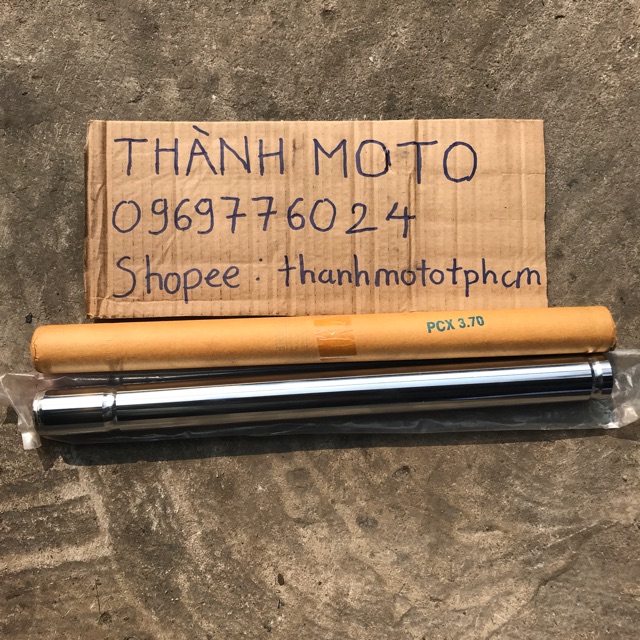 THÀNH MOTO
0969776024
Shopee: thanhmototphcm
PCX 3.70